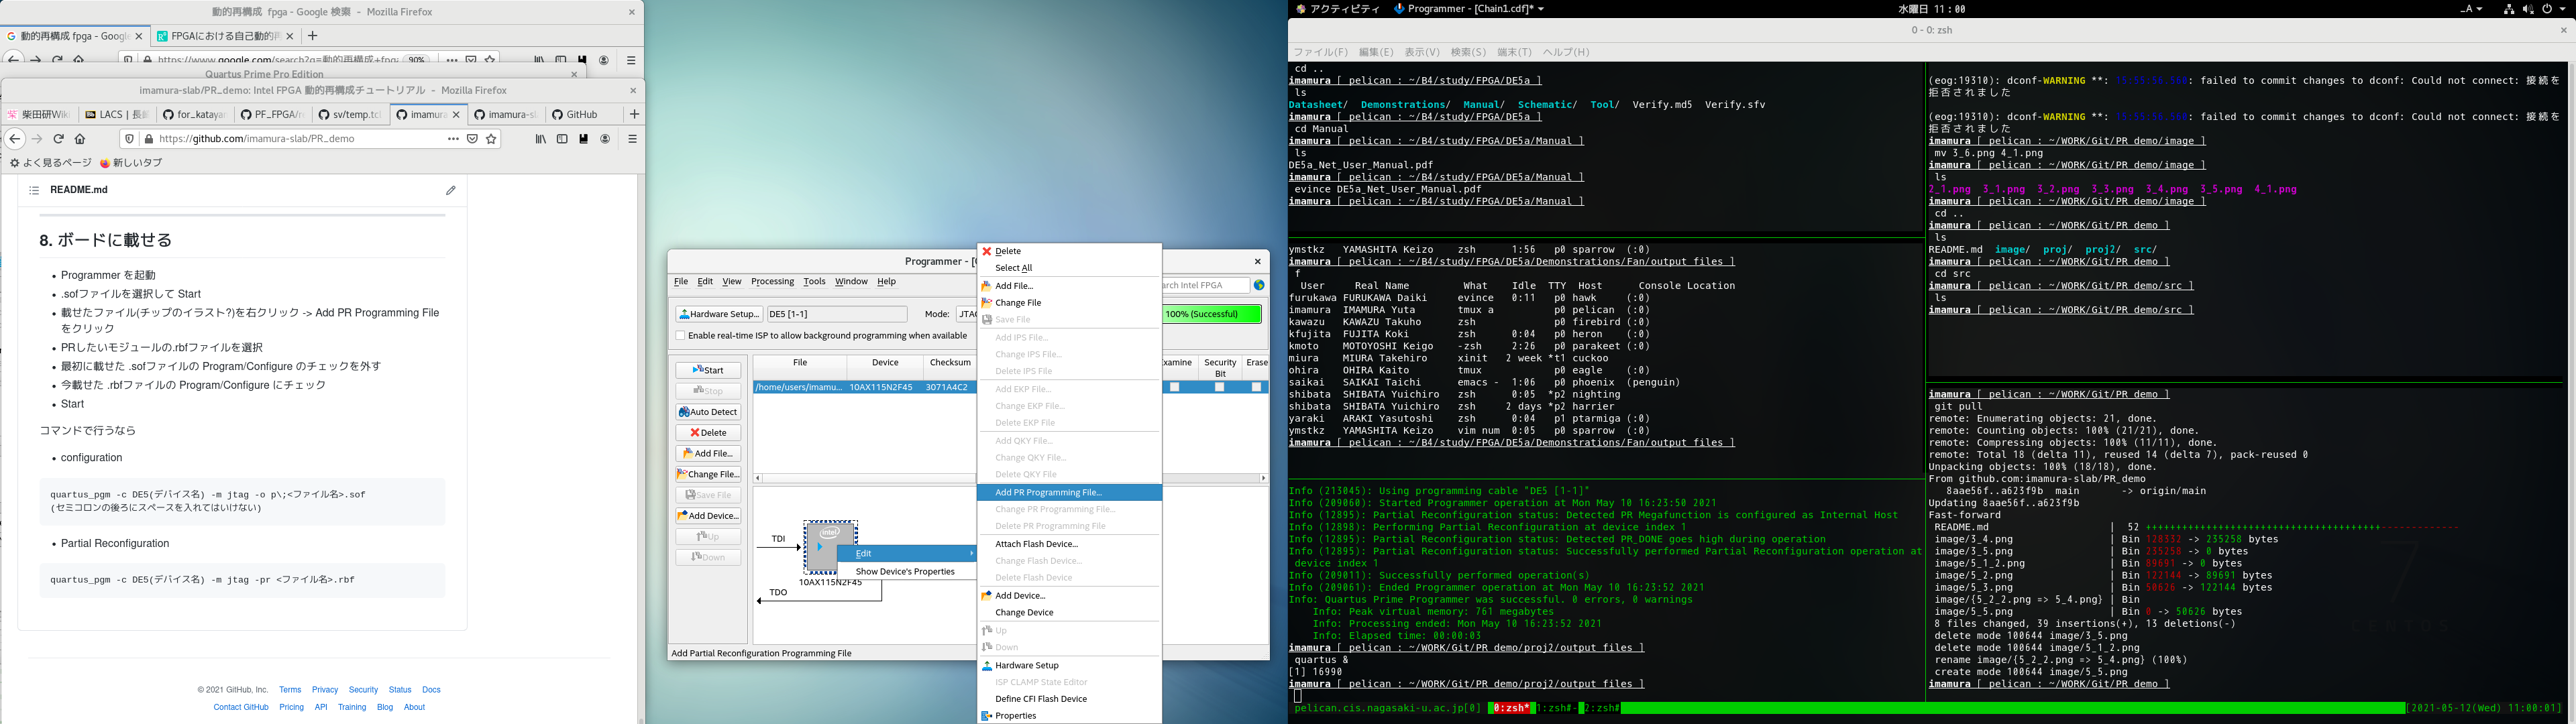 動的再構成 fpga - Google 検索 - Mozilla Firefox
動的再構成 fpga - Google
FPGAにおける自己動的再
https://www.google.com/search?q=動的再構成+fpga
90%
Quartus Prime Pro Edition
imamura-slab/PR_demo: Intel FPGA 動的再構成チュートリアル - Mozilla Firefox
柴田研Wiki
LACS | 長崎
for_katayam
PF_FPGA/re
sw/temp.tcl
imamura
imamura-sl
GitHub
https://github.com/imamura-slab/PR_demo
よく見るページ
新しいタブ
README.md
8. ボードに載せる
• Programmer を起動
• .sofファイルを選択して Start
• 載せたファイル(チップのイラスト?)を右クリック -> Add PR Programming File
をクリック
• PRしたいモジュールの.rbfファイルを選択
• 最初に載せた .sofファイルの Program/Configure のチェックを外す
• 今載せた .rbfファイルの Program/Configure にチェック
• Start
コマンドで行うなら
• configuration
quartus_pgm -c DE5(デバイス名) -m jtag -o p\;<ファイル名>.sof
(セミコロンの後ろにスペースを入れてはいけない)
• Partial Reconfiguration
quartus_pgm -c DE5(デバイス名) -m jtag -pr <ファイル名>.rbf
© 2021 GitHub, Inc. Terms Privacy Security Status Docs
Contact GitHub Pricing API Training Blog About
Programmer - [C
File Edit View Processing Tools Window Help
arch Intel FPGA
Hardware Setup...
DE5 [1-1]
Mode:
JTAG
100% (Successful)
Enable real-time ISP to allow background programming when available
File Device Checksum
xamine Security Bit Erase
/home/users/imamu... 10AX115N2F45 3071A4C2
Start
Stop
Auto Detect
Delete
Add File...
Change File...
Save File
Add Device...
Up
Down
TDI
intel
10AX115N2F45
TDO
Edit
Show Device's Properties
Add Partial Reconfiguration Programming File
Delete
Select All
Add File...
Change File
Save File
Add IPS File...
Change IPS File...
Delete IPS File
Add EKP File...
Change EKP File...
Delete EKP File
Add QKY File...
Change QKY File...
Delete QKY File
Add PR Programming File...
Change PR Programming File...
Delete PR Programming File
Attach Flash Device...
Change Flash Device...
Delete Flash Device
Add Device...
Change Device
Up
Down
Hardware Setup
ISP CLAMP State Editor
Define CFI Flash Device
Properties
アクティビティ
Programmer - [Chain1.cdf]*
水曜日 11：00
_A
0 - 0: zsh
ファイル(F) 編集(E) 表示(V) 検索(S) 端末(T) ヘルプ(H)
cd ..
imamura [ pelican : ~/B4/study/FPGA/DE5a ]
ls
Datasheet/ Demonstrations/ Manual/ Schematic/ Tool/ Verify.md5 Verify.sfv
imamura [ pelican : ~/B4/study/FPGA/DE5a ]
cd Manual
imamura [ pelican : ~/B4/study/FPGA/DE5a/Manual ]
ls
DE5a_Net_User_Manual.pdf
imamura [ pelican : ~/B4/study/FPGA/DE5a/Manual ]
evince DE5a_Net_User_Manual.pdf
imamura [ pelican : ~/B4/study/FPGA/DE5a/Manual ]
ymstkz YAMASHITA Keizo zsh 1:56 p0 sparrow (:0)
imamura [ pelican : ~/B4/study/FPGA/DE5a/Demonstrations/Fan/output_files ]
f
User Real Name What Idle TTY Host Console Location
furukawa FURUKAWA Daiki evince 0:11 p0 hawk (:0)
imamura IMAMURA Yuta tmux a p0 pelican (:0)
kawazu KAWAZU Takuho zsh p0 firebird (:0)
kfujita FUJITA Koki zsh 0:04 p0 heron (:0)
kmoto MOTOYOSHI Keigo -zsh 2:26 p0 parakeet (:0)
miura MIURA Takehiro xinit 2 week *t1 cuckoo
ohira OHIRA Kaito tmux p0 eagle (:0)
saikai SAIKAI Taichi emacs - 1:06 p0 phoenix (penguin)
shibata SHIBATA Yuichiro zsh 0:05 *p2 nighting
shibata SHIBATA Yuichiro zsh 2 days *p2 harrier
yaraki ARAKI Yasutoshi zsh 0:04 p1 ptarmiga (:0)
ymstkz YAMASHITA Keizo vim num 0:05 p0 sparrow (:0)
imamura [ pelican : ~/B4/study/FPGA/DE5a/Demonstrations/Fan/output_files ]
Info (213045): Using programming cable "DE5 [1-1]"
Info (209060): Started Programmer operation at Mon May 10 16:23:50 2021
Info (12895): Partial Reconfiguration status: Detected PR Megafunction is configured as Internal Host
Info (12898): Performing Partial Reconfiguration at device index 1
Info (12895): Partial Reconfiguration status: Detected PR_DONE goes high during operation
Info (12895): Partial Reconfiguration status: Successfully performed Partial Reconfiguration operation at
device index 1
Info (209011): Successfully performed operation(s)
Info (209061): Ended Programmer operation at Mon May 10 16:23:52 2021
Info: Quartus Prime Programmer was successful. 0 errors, 0 warnings
Info: Peak virtual memory: 761 megabytes
Info: Processing ended: Mon May 10 16:23:52 2021
Info: Elapsed time: 00:00:03
imamura [ pelican : ~/WORK/Git/PR_demo/proj2/output_files ]
quartus &
[1] 16990
imamura [ pelican : ~/WORK/Git/PR_demo/proj2/output_files ]
(eog:19310): dconf-WARNING **: : failed to commit changes to dconf: Could not connect: 接続を
拒否されました
(eog:19310): dconf-WARNING **: : failed to commit changes to dconf: Could not connect: 接続を
拒否されました
imamura [ pelican : ~/WORK/Git/PR_demo/image ]
mv 3_6.png 4_1.png
imamura [ pelican : ~/WORK/Git/PR_demo/image ]
ls
2_1.png 3_1.png 3_2.png 3_3.png 3_4.png 3_5.png 4_1.png
imamura [ pelican : ~/WORK/Git/PR_demo/image ]
cd ..
imamura [ pelican : ~/WORK/Git/PR_demo ]
ls
README.md image/ proj/ proj2/ src/
imamura [ pelican : ~/WORK/Git/PR_demo ]
cd src
imamura [ pelican : ~/WORK/Git/PR_demo/src ]
ls
imamura [ pelican : ~/WORK/Git/PR_demo/src ]
imamura [ pelican : ~/WORK/Git/PR_demo ]
git pull
remote: Enumerating objects: 21, done.
remote: Counting objects: 100% (21/21), done.
remote: Compressing objects: 100% (11/11), done.
remote: Total 18 (delta 11), reused 14 (delta 7), pack-reused 0
Unpacking objects: 100% (18/18), done.
From github.com:imamura-slab/PR_demo
8aae56f..a623f9b main -> origin/main
Updating 8aae56f..a623f9b
Fast-forward
README.md | 52 +++++++++++++++++++++++++++++++++++++++-------------
image/3_4.png | Bin 128332 -> 235258 bytes
image/3_5.png | Bin 235258 -> 0 bytes
image/5_1_2.png | Bin 89691 -> 0 bytes
image/5_2.png | Bin 122144 -> 89691 bytes
image/5_3.png | Bin 50626 -> 122144 bytes
image/{5_2_2.png => 5_4.png} | Bin
image/5_5.png | Bin 0 -> 50626 bytes
8 files changed, 39 insertions(+), 13 deletions(-)
delete mode 100644 image/3_5.png
delete mode 100644 image/5_1_2.png
rename image/{5_2_2.png => 5_4.png} (100%)
create mode 100644 image/5_5.png
imamura [ pelican : ~/WORK/Git/PR_demo ]
7
CENTOS
pelican.cis.nagasaki-u.ac.jp[0] 0:zsh* 1:zsh#- 2:zsh# [2021-05-12(Wed) 11:00:01]